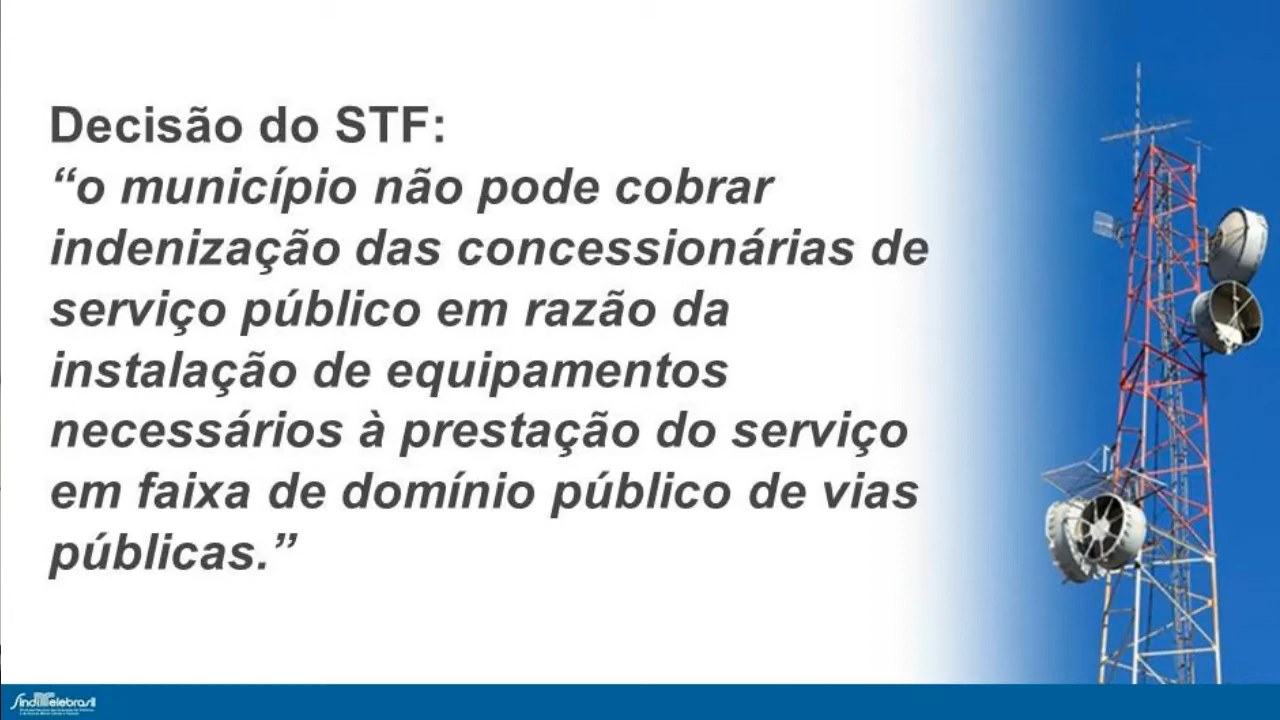 Decisão do STF:
“o município não pode cobrar
indenização das concessionárias de
serviço público em razão da
instalação de equipamentos
necessários à prestação do serviço
em faixa de domínio público de vias
públicas.”
SindiTelebrasil